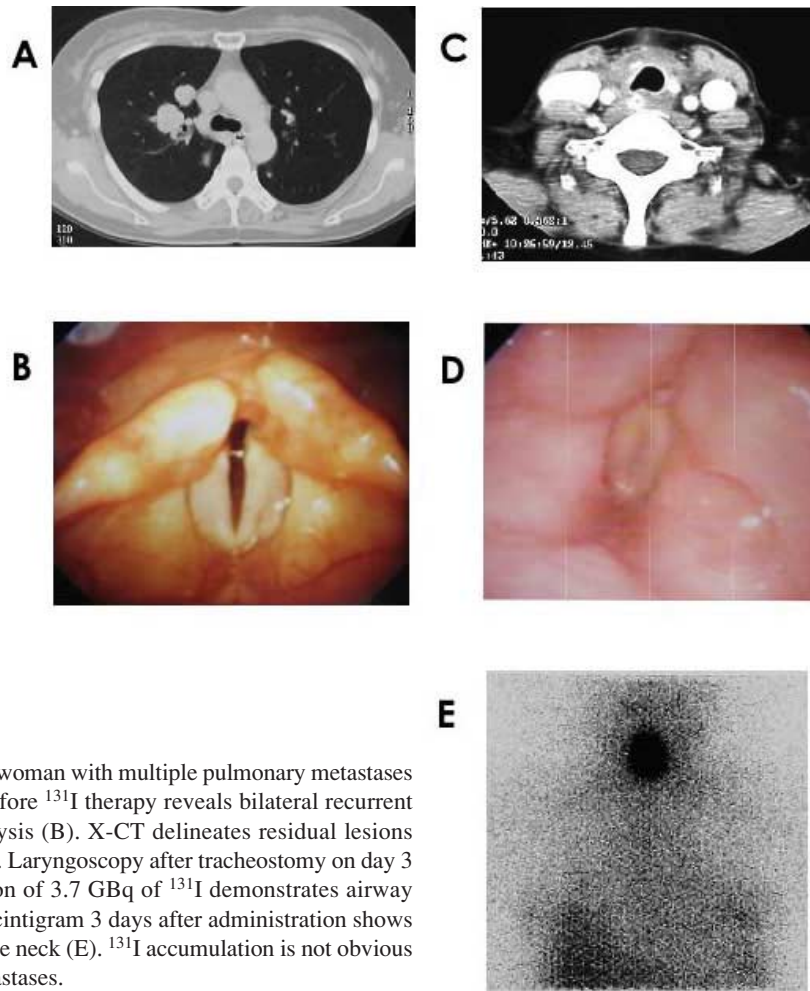 A
C
B
D
E
woman with multiple pulmonary metastases
fore ¹³¹I therapy reveals bilateral recurrent
ysis (B). X-CT delineates residual lesions
. Laryngoscopy after tracheostomy on day 3
on of 3.7 GBq of ¹³¹I demonstrates airway
cintigram 3 days after administration shows
e neck (E). ¹³¹I accumulation is not obvious
astases.